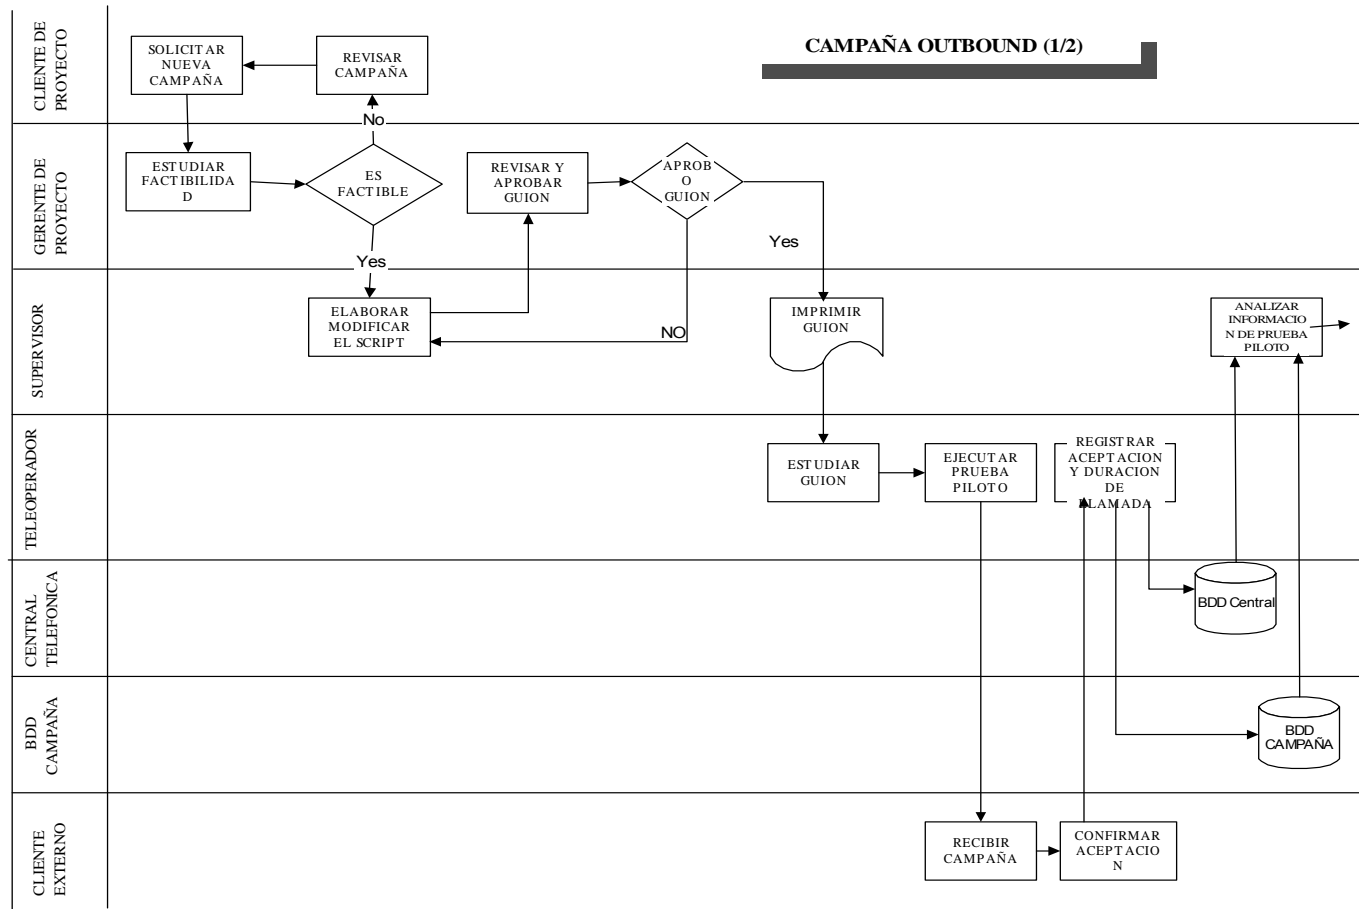 CAMPAÑA OUTBOUND (1/2)
CLIENTE DE
PROYECTO
SOLICITAR
NUEVA
CAMPAÑA
REVISAR
CAMPAÑA
No
GERENTE DE
PROYECTO
ESTUDIAR
FACTIBILIDA
D
ES
FACTIBLE
REVISAR Y
APROBAR
GUION
APROB
O
GUION
Yes
Yes
SUPERVISOR
ELABORAR
MODIFICAR
EL SCRIPT
NO
IMPRIMIR
GUION
ANALIZAR
INFORMACIO
N DE PRUEBA
PILOTO
TELEOPERADOR
ESTUDIAR
GUION
EJECUTAR
PRUEBA
PILOTO
REGISTRAR
ACEPTACION
Y DURACION
DE
LLAMADA
CENTRAL
TELEFONICA
BDD Central
BDD
CAMPAÑA
BDD
CAMPAÑA
CLIENTE
EXTERNO
RECIBIR
CAMPAÑA
CONFIRMAR
ACEPTACIO
N